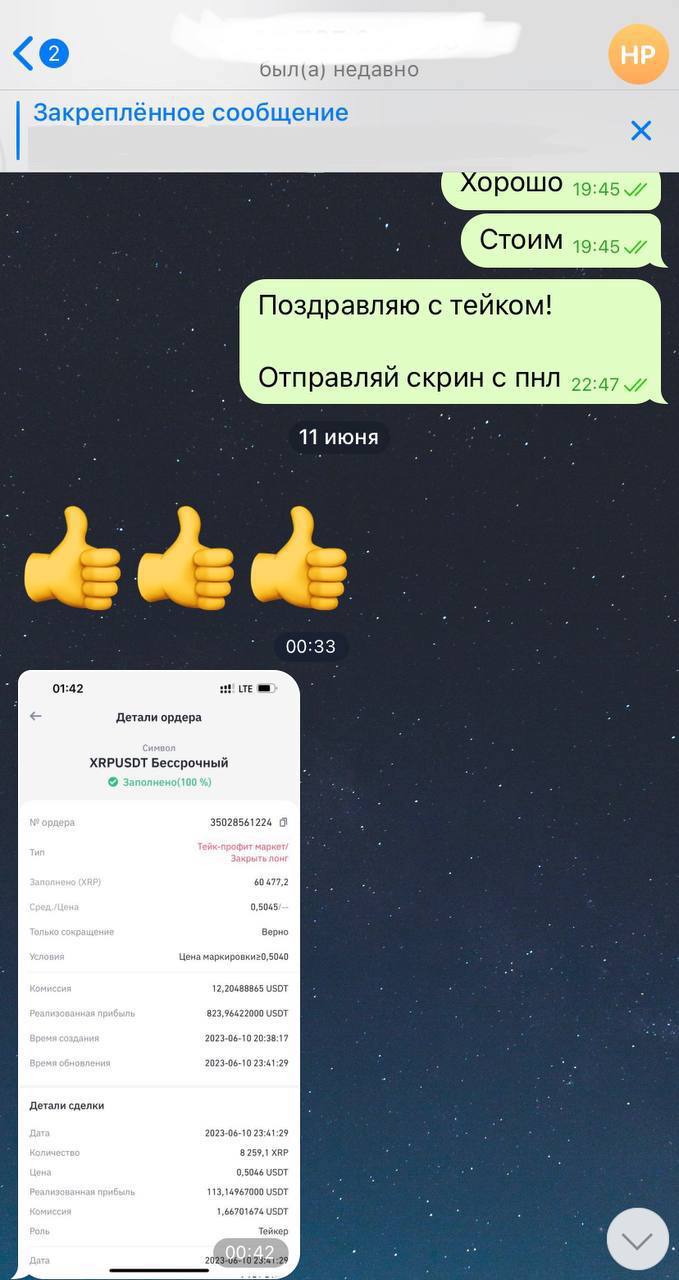 2
был(а) недавно
НР
Закреплённое сообщение
Хорошо 19:45
Стоим 19:45
Поздравляю с тейком!
Отправляй скрин с пнл 22:47
11 июня
00:33
01:42 LTE
Детали ордера
Символ
XRPUSDT Бессрочный
Заполнено(100 %)
№ ордера 35028561224
Тип Тейк-профит маркет/
Закрыть лонг
Заполнено (XRP) 60 477,2
Сред./Цена 0,5045/--
Только сокращение Верно
Условия Цена маркировки≥0,5040
Комиссия 12,20488865 USDT
Реализованная прибыль 823,96422000 USDT
Время создания 2023-06-10 20:38:17
Время обновления 2023-06-10 23:41:29
Детали сделки
Дата 2023-06-10 23:41:29
Количество 8 259,1 XRP
Цена 0,5046 USDT
Реализованная прибыль 113,14967000 USDT
Комиссия 1,66701674 USDT
Роль Тейкер
Дата 2023-06-10 23:41:29
00:42